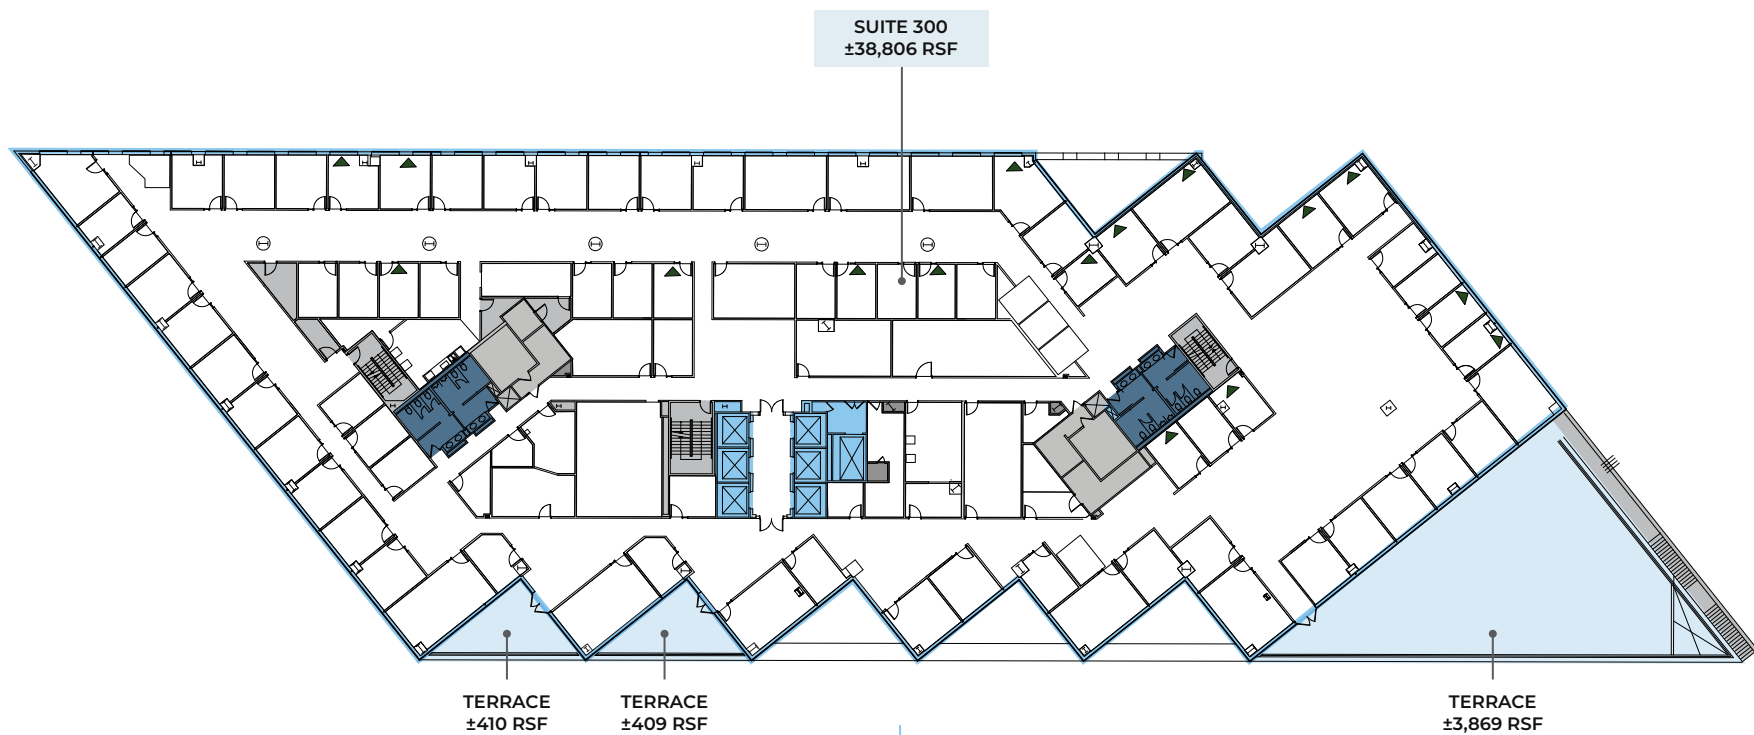 SUITE 300
±38,806 RSF
TERRACE
±410 RSF
TERRACE
±409 RSF
TERRACE
±3,869 RSF